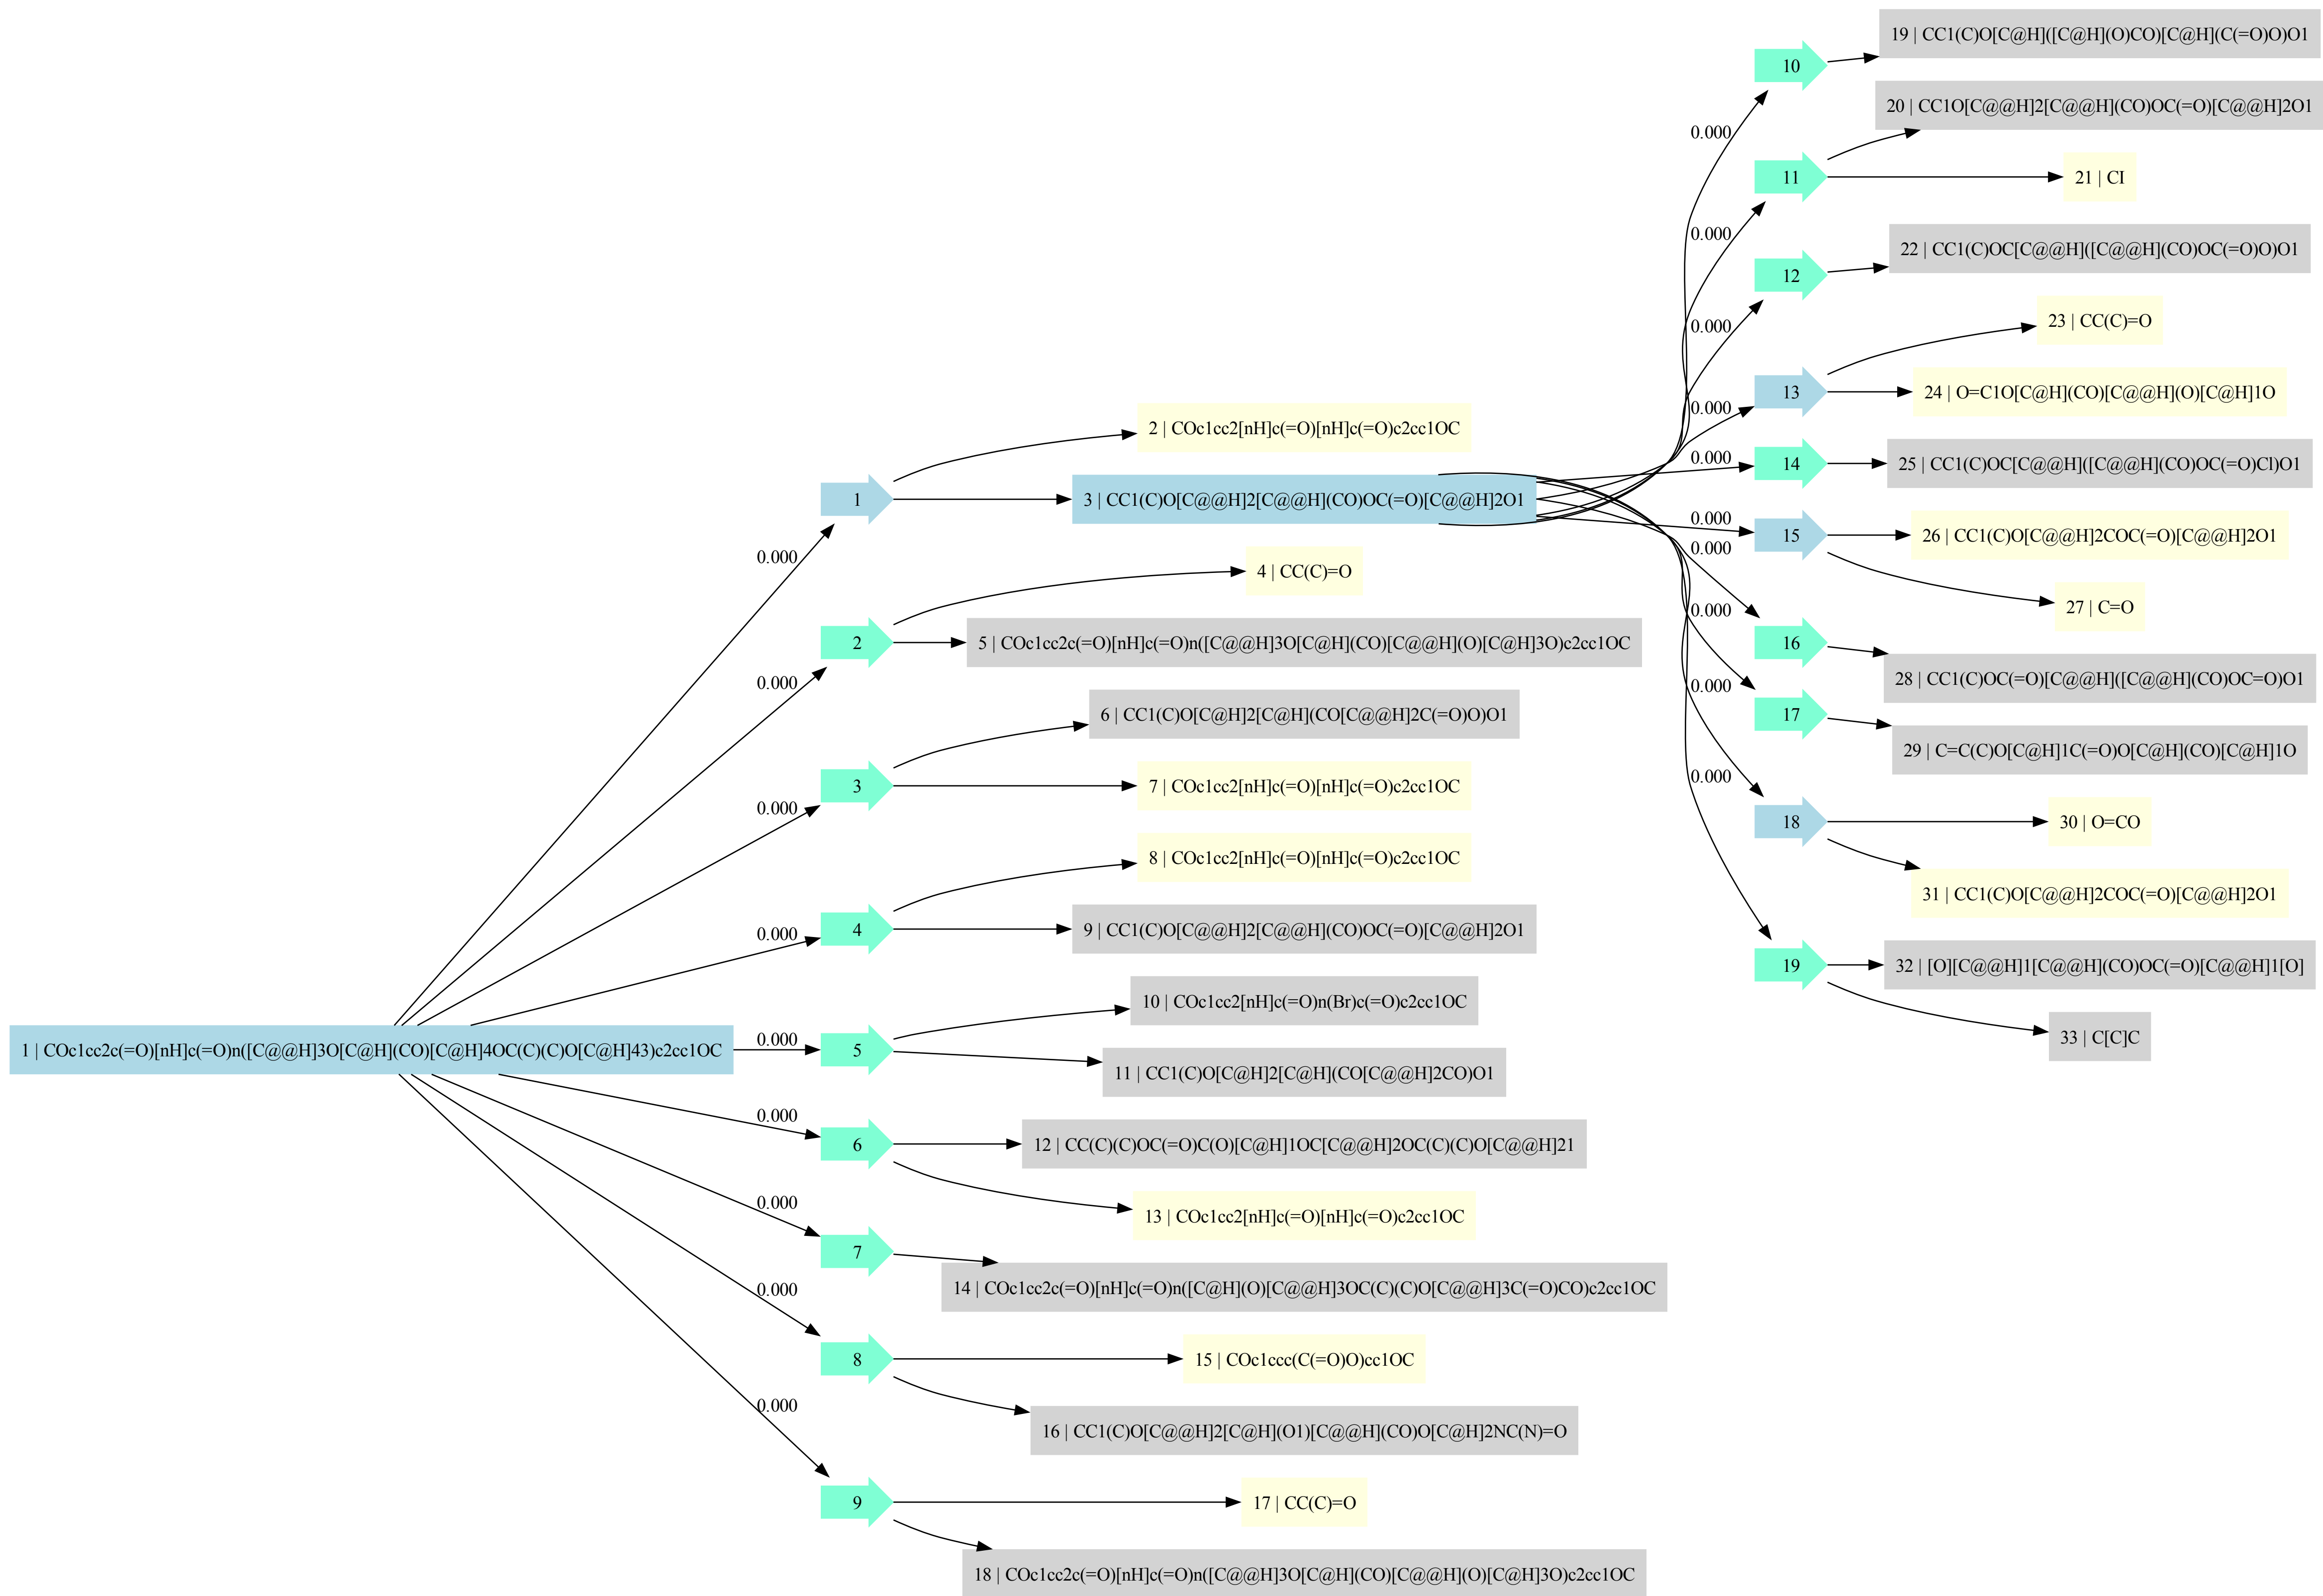 1 | COc1cc2c(=O)[nH]c(=O)n([C@@H]3O[C@H](CO)[C@H]4OC(C)(C)O[C@H]43)c2cc1OC
0.000
0.000
0.000
0.000
0.000
0.000
0.000
0.000
0.000
1
2
3
4
5
6
7
8
9
2 | COc1cc2[nH]c(=O)[nH]c(=O)c2cc1OC
3 | CC1(C)O[C@@H]2[C@@H](CO)OC(=O)[C@@H]2O1
4 | CC(C)=O
5 | COc1cc2c(=O)[nH]c(=O)n([C@@H]3O[C@H](CO)[C@@H](O)[C@H]3O)c2cc1OC
6 | CC1(C)O[C@H]2[C@H](CO[C@@H]2C(=O)O)O1
7 | COc1cc2[nH]c(=O)[nH]c(=O)c2cc1OC
8 | COc1cc2[nH]c(=O)[nH]c(=O)c2cc1OC
9 | CC1(C)O[C@@H]2[C@@H](CO)OC(=O)[C@@H]2O1
10 | COc1cc2[nH]c(=O)n(Br)c(=O)c2cc1OC
11 | CC1(C)O[C@H]2[C@H](CO[C@@H]2CO)O1
12 | CC(C)(C)OC(=O)C(O)[C@H]1OC[C@@H]2OC(C)(C)O[C@@H]21
13 | COc1cc2[nH]c(=O)[nH]c(=O)c2cc1OC
14 | COc1cc2c(=O)[nH]c(=O)n([C@H](O)[C@@H]3OC(C)(C)O[C@@H]3C(=O)CO)c2cc1OC
15 | COc1ccc(C(=O)O)cc1OC
16 | CC1(C)O[C@@H]2[C@H](O1)[C@@H](CO)O[C@H]2NC(N)=O
17 | CC(C)=O
18 | COc1cc2c(=O)[nH]c(=O)n([C@@H]3O[C@H](CO)[C@@H](O)[C@H]3O)c2cc1OC
0.000
0.000
0.000
0.000
0.000
0.000
0.000
0.000
0.000
0.000
10
11
12
13
14
15
16
17
18
19
19 | CC1(C)O[C@H]([C@H](O)CO)[C@H](C(=O)O)O1
20 | CC1O[C@@H]2[C@@H](CO)OC(=O)[C@@H]2O1
21 | CI
22 | CC1(C)OC[C@@H]([C@@H](CO)OC(=O)O)O1
23 | CC(C)=O
24 | O=C1O[C@H](CO)[C@@H](O)[C@H]1O
25 | CC1(C)OC[C@@H]([C@@H](CO)OC(=O)Cl)O1
26 | CC1(C)O[C@@H]2COC(=O)[C@@H]2O1
27 | C=O
28 | CC1(C)OC(=O)[C@@H]([C@@H](CO)OC=O)O1
29 | C=C(C)O[C@H]1C(=O)O[C@H](CO)[C@H]1O
30 | O=CO
31 | CC1(C)O[C@@H]2COC(=O)[C@@H]2O1
32 | [O][C@@H]1[C@@H](CO)OC(=O)[C@@H]1[O]
33 | C[C]C